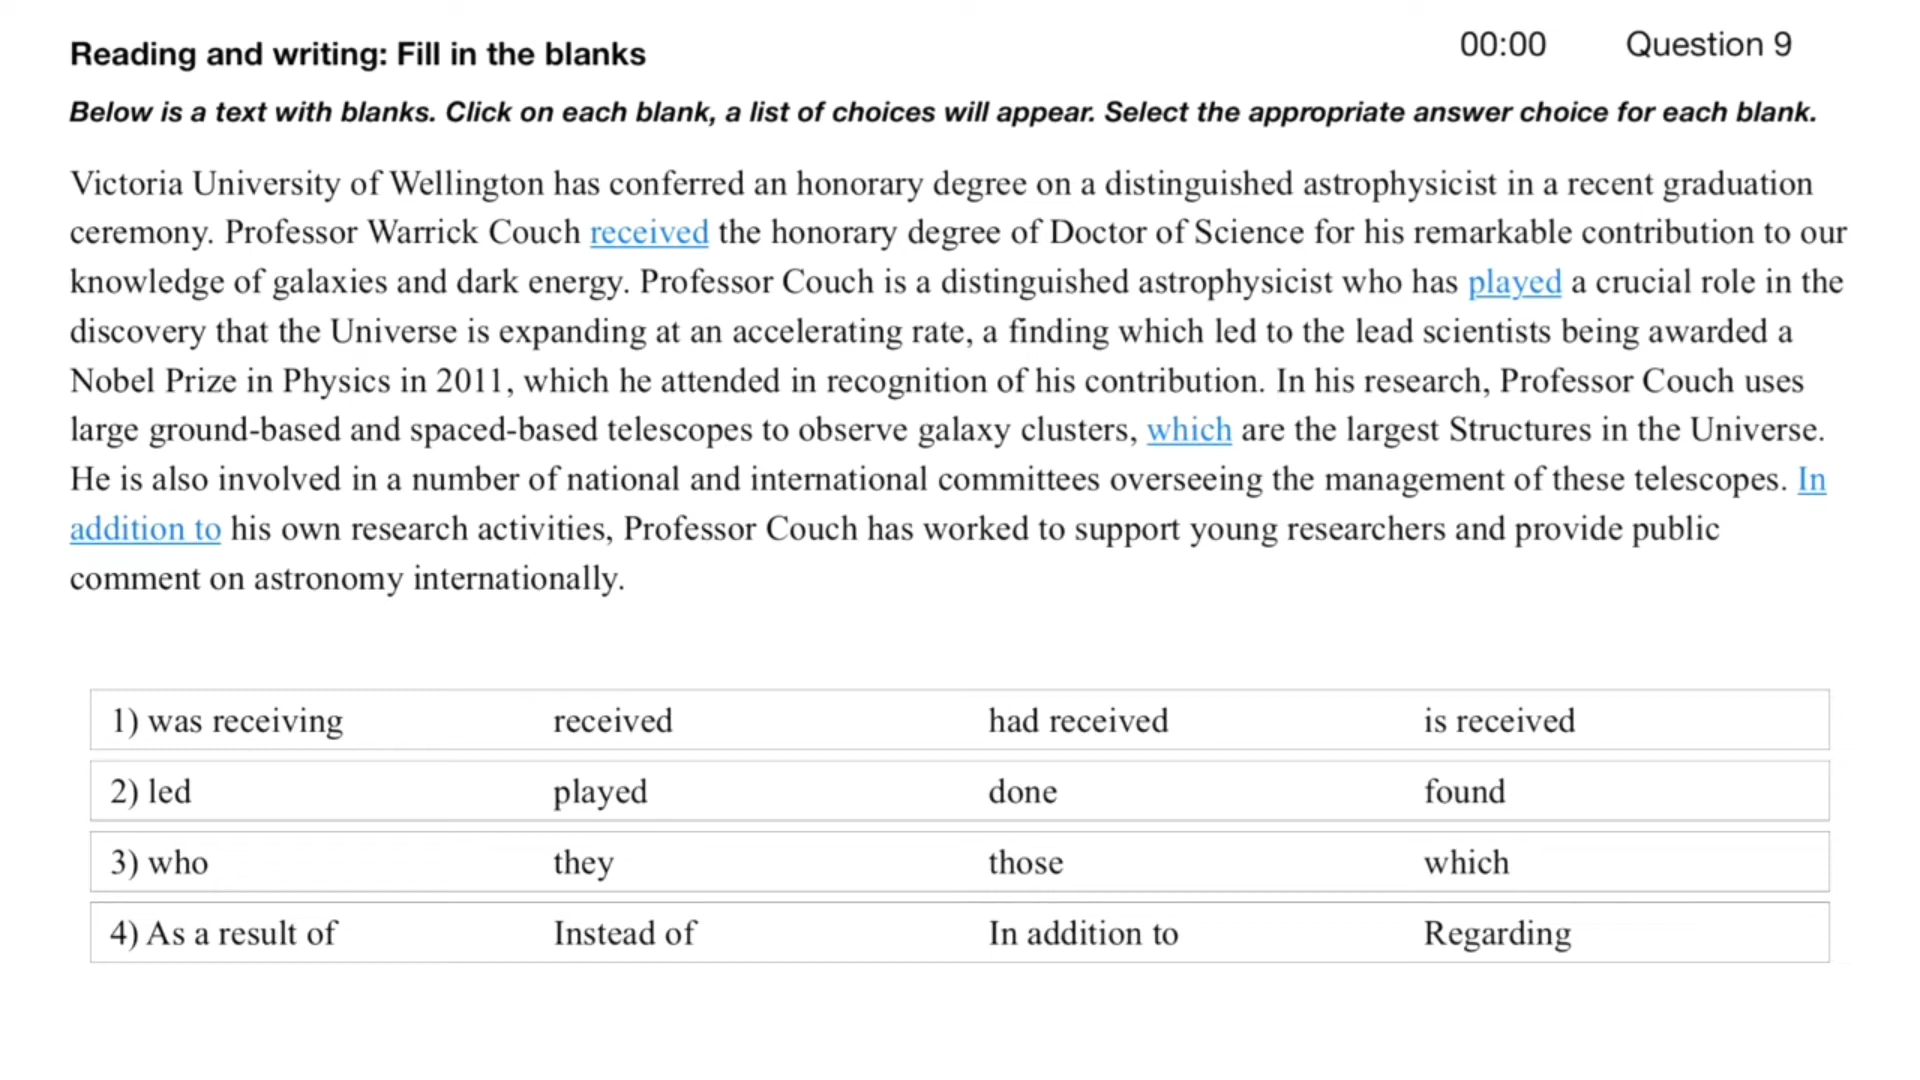 Reading and writing: Fill in the blanks
00:00 Question 9
Below is a text with blanks. Click on each blank, a list of choices will appear. Select the appropriate answer choice for each blank.
Victoria University of Wellington has conferred an honorary degree on a distinguished astrophysicist in a recent graduation
ceremony. Professor Warrick Couch received the honorary degree of Doctor of Science for his remarkable contribution to our
knowledge of galaxies and dark energy. Professor Couch is a distinguished astrophysicist who has played a crucial role in the
discovery that the Universe is expanding at an accelerating rate, a finding which led to the lead scientists being awarded a
Nobel Prize in Physics in 2011, which he attended in recognition of his contribution. In his research, Professor Couch uses
large ground-based and spaced-based telescopes to observe galaxy clusters, which are the largest Structures in the Universe.
He is also involved in a number of national and international committees overseeing the management of these telescopes. In
addition to his own research activities, Professor Couch has worked to support young researchers and provide public
comment on astronomy internationally.
1) was receiving received had received is received
2) led played done found
3) who they those which
4) As a result of Instead of In addition to Regarding